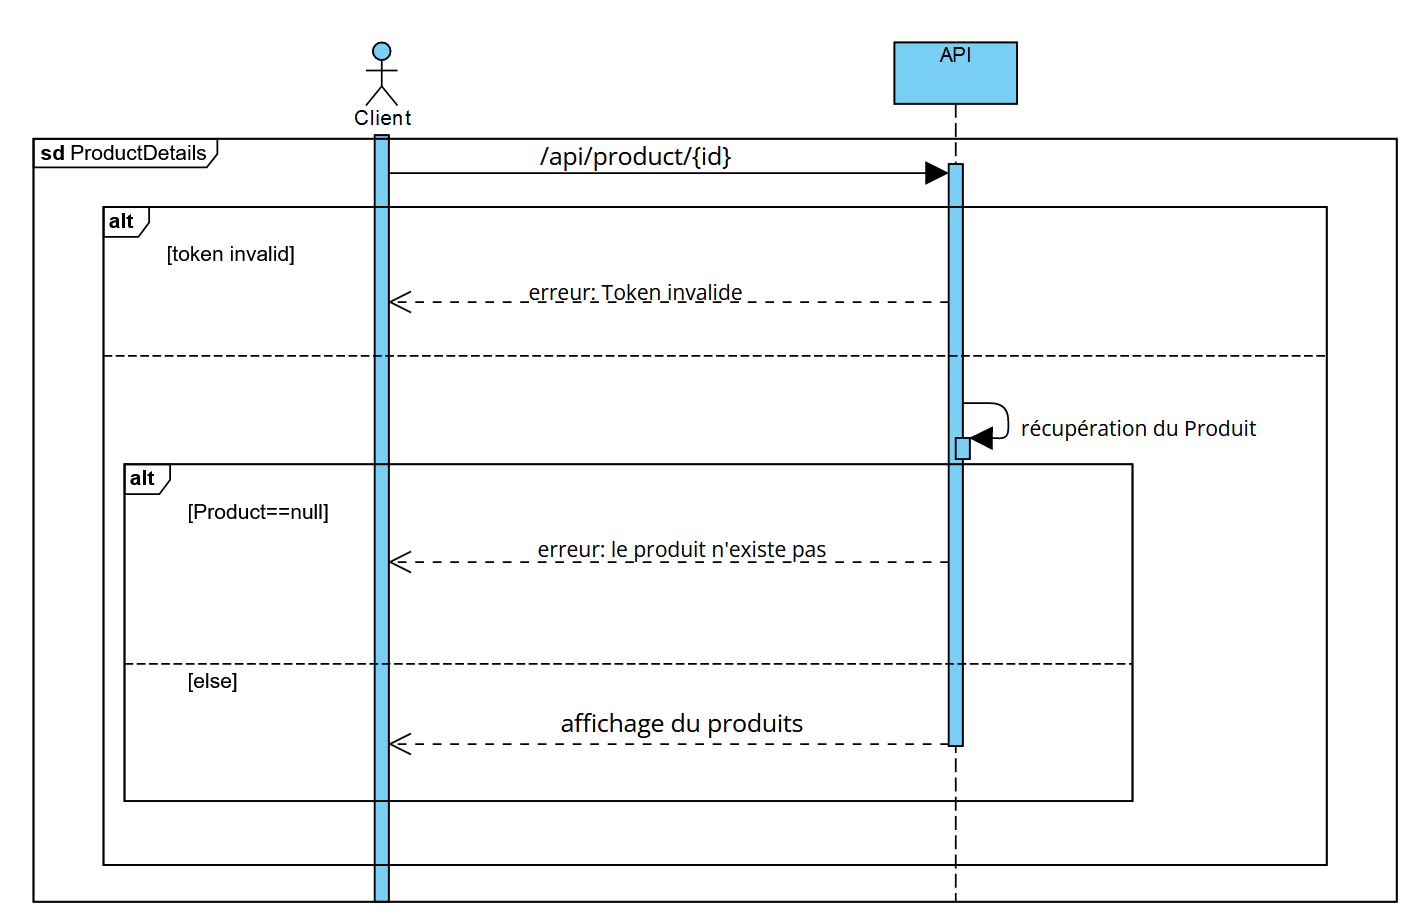 Client
API
sd ProductDetails
/api/product/{id}
alt
[token invalid]
erreur: Token invalide
récupération du Produit
alt
[Product==null]
erreur: le produit n'existe pas
[else]
affichage du produits